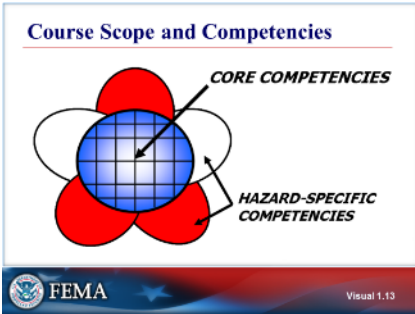 Course Scope and Competencies
CORE COMPETENCIES
HAZARD-SPECIFIC
COMPETENCIES
FEMA
Visual 1.13